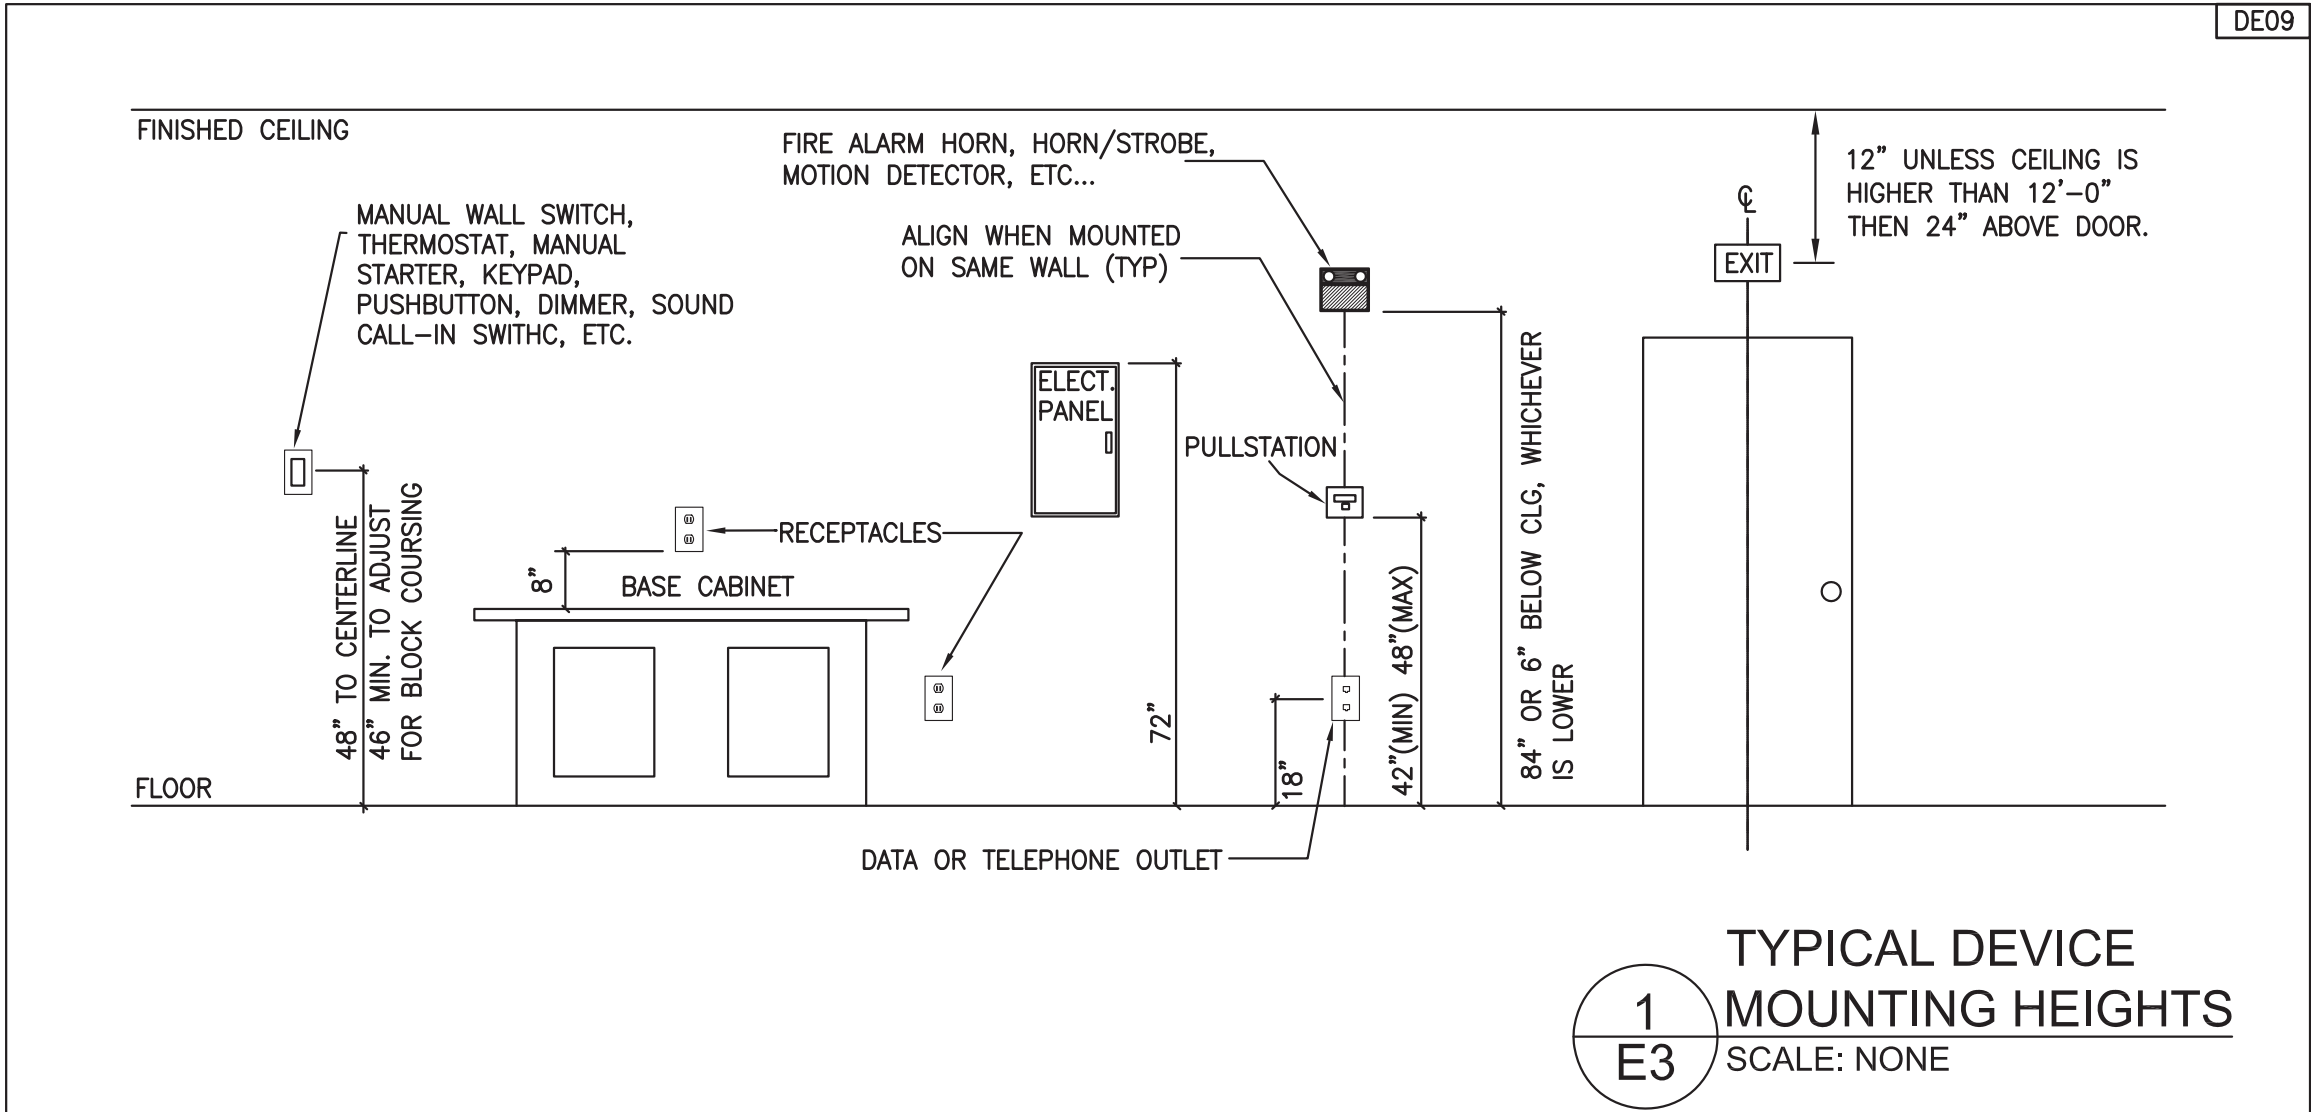 DE09
FINISHED CEILING
FIRE ALARM HORN, HORN/STROBE,
MOTION DETECTOR, ETC...
12" UNLESS CEILING IS
HIGHER THAN 12'-0"
THEN 24" ABOVE DOOR.
MANUAL WALL SWITCH,
THERMOSTAT, MANUAL
STARTER, KEYPAD,
PUSHBUTTON, DIMMER, SOUND
CALL-IN SWITHC, ETC.
ALIGN WHEN MOUNTED
ON SAME WALL (TYP)
℄
EXIT
ELECT.
PANEL
PULLSTATION
RECEPTACLES
8"
BASE CABINET
48" TO CENTERLINE
46" MIN. TO ADJUST
FOR BLOCK COURSING
72"
18"
42"(MIN) 48"(MAX)
84" OR 6" BELOW CLG, WHICHEVER
IS LOWER
FLOOR
DATA OR TELEPHONE OUTLET
1
E3
TYPICAL DEVICE
MOUNTING HEIGHTS
SCALE: NONE